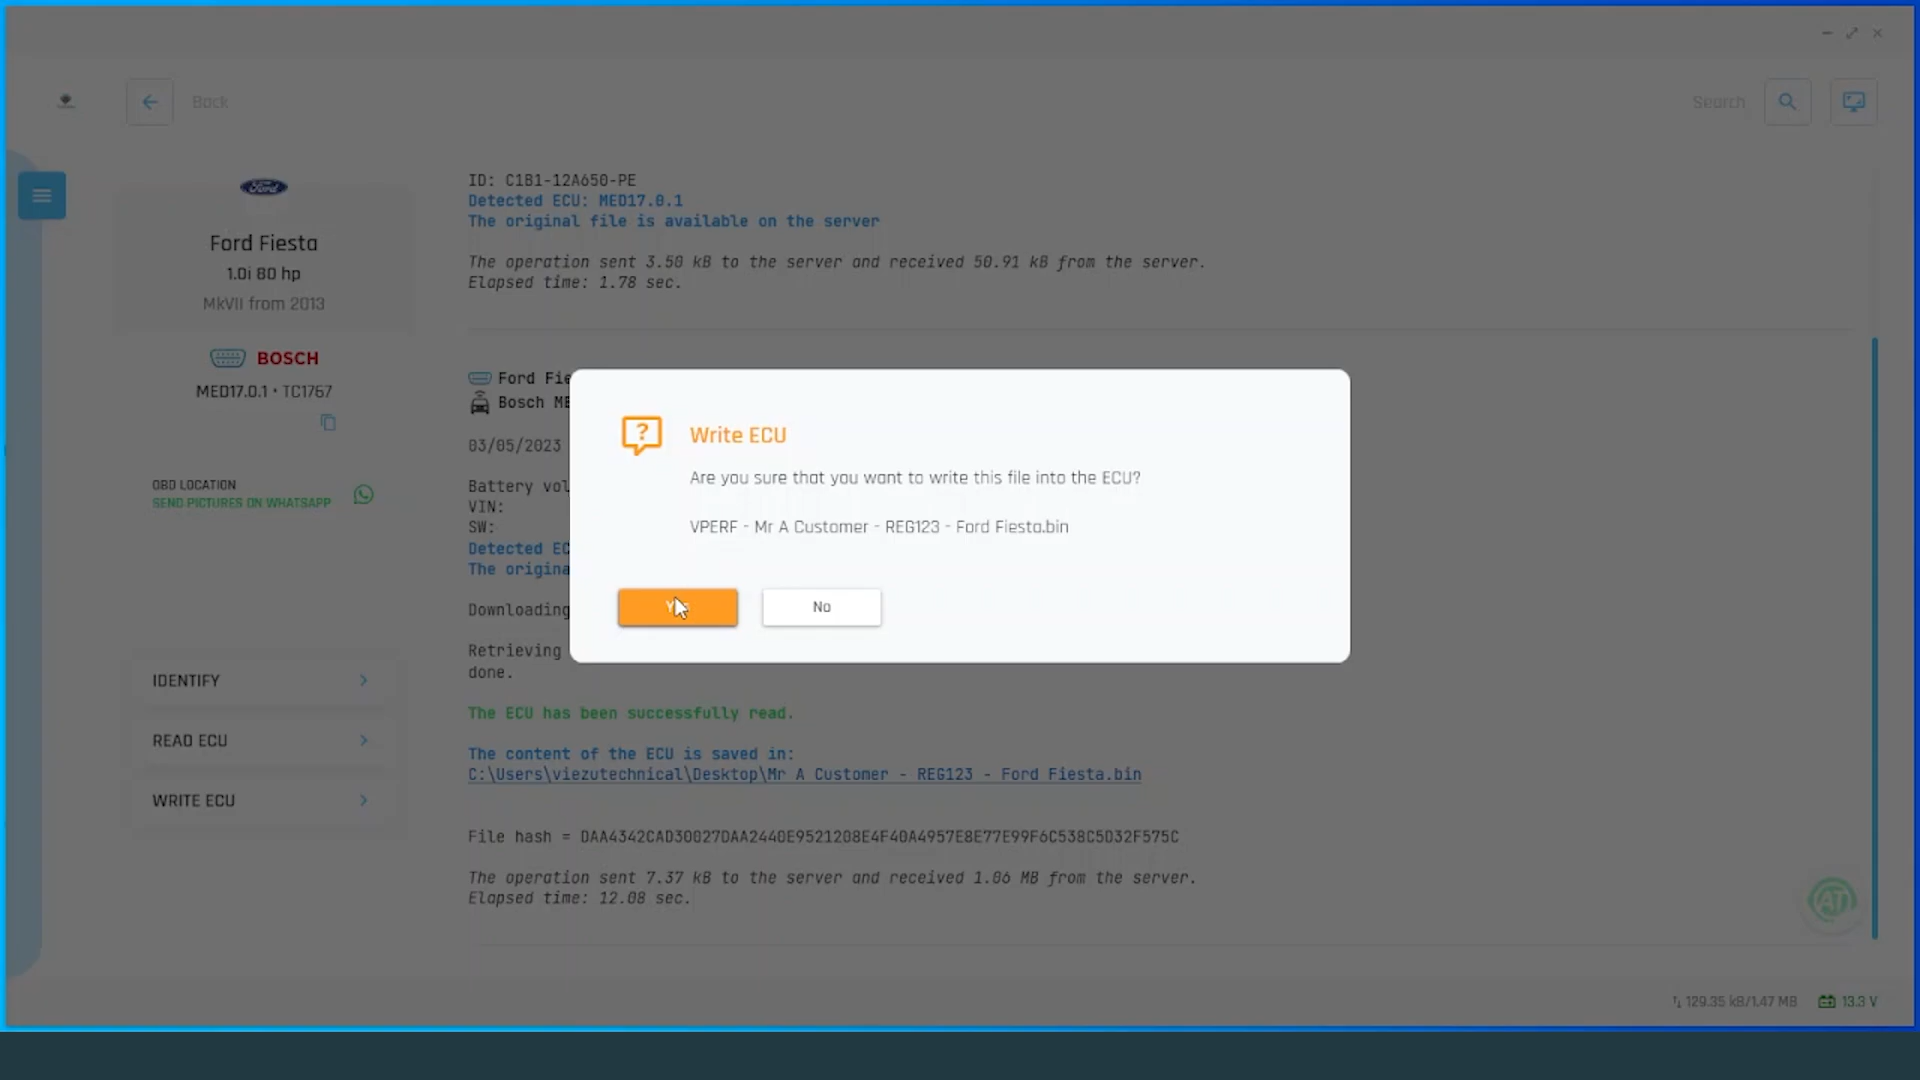 Back
Search
Ford
Ford Fiesta
1.0i 80 hp
MkVII from 2013
BOSCH
MED17.0.1 • TC1767
OBD LOCATION
SEND PICTURES ON WHATSAPP
IDENTIFY
READ ECU
WRITE ECU
ID: C1B1-12A650-PE
Detected ECU: MED17.0.1
The original file is available on the server
The operation sent 3.50 kB to the server and received 50.91 kB from the server.
Elapsed time: 1.78 sec.
Ford Fie
Bosch ME
03/05/2023
Battery vol
VIN:
SW:
Detected EC
The origina
Downloading
Retrieving
done.
The ECU has been successfully read.
The content of the ECU is saved in:
C:\Users\viezutechnical\Desktop\Mr A Customer - REG123 - Ford Fiesta.bin
File hash = DAA4342CAD30027DAA2440E9521208E4F40A4957E8E77E99F6C538C5D32F575C
The operation sent 7.37 kB to the server and received 1.06 MB from the server.
Elapsed time: 12.08 sec.
Write ECU
Are you sure that you want to write this file into the ECU?
VPERF - Mr A Customer - REG123 - Ford Fiesta.bin
No
AT
129.35 kB/1.47 MB
13.3 V